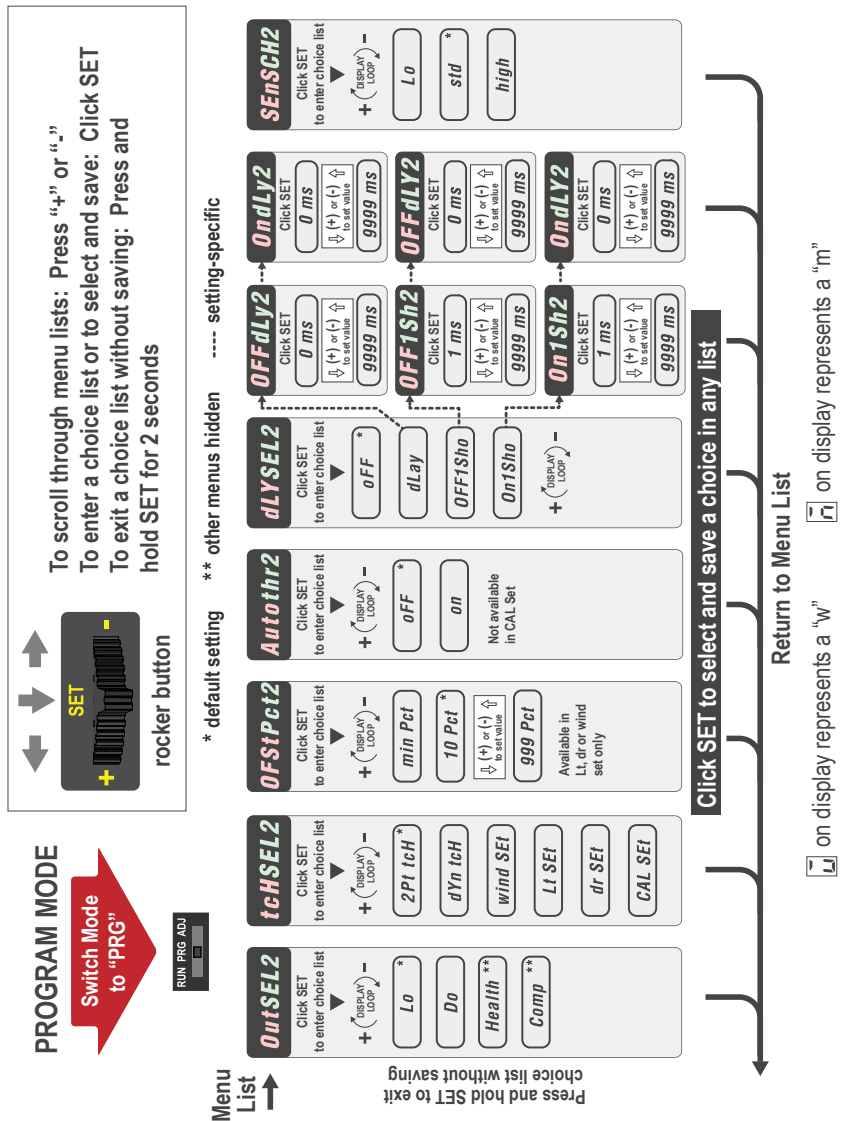 PROGRAM MODE
Switch Mode
to “PRG”
RUN PRG ADJ
+ SET -
rocker button
To scroll through menu lists: Press “+” or “-”
To enter a choice list or to select and save: Click SET
To exit a choice list without saving: Press and
hold SET for 2 seconds
* default setting ** other menus hidden ---- setting-specific
Menu
List
Press and hold SET to exit
choice list without saving
OutSEL2
Click SET
to enter choice list
+ DISPLAY -
LOOP
Lo *
Do
Health **
Comp **
tcHSEL2
Click SET
to enter choice list
+ DISPLAY -
LOOP
2Pt tcH *
dYn tcH
wind SEt
Lt SEt
dr SEt
CAL SEt
OFStPct2
Click SET
to enter choice list
+ DISPLAY -
LOOP
min Pct
10 Pct *
(+) or (-)
to set value
999 Pct
Available in
Lt, dr or wind
set only
Autothr2
Click SET
to enter choice list
+ DISPLAY -
LOOP
oFF *
on
Not available
in CAL Set
dLYSEL2
Click SET
to enter choice list
oFF *
dLay
OFF1Sho
On1Sho
+ DISPLAY -
LOOP
OFFdLy2
Click SET
0 ms
(+) or (-)
to set value
9999 ms
OndLy2
Click SET
0 ms
(+) or (-)
to set value
9999 ms
OFF1Sh2
Click SET
1 ms
(+) or (-)
to set value
9999 ms
OFFdLY2
Click SET
0 ms
(+) or (-)
to set value
9999 ms
On1Sh2
Click SET
1 ms
(+) or (-)
to set value
9999 ms
OndLY2
Click SET
0 ms
(+) or (-)
to set value
9999 ms
SEnSCH2
Click SET
to enter choice list
+ DISPLAY -
LOOP
Lo
std *
high
Click SET to select and save a choice in any list
Return to Menu List
on display represents a “w”
on display represents a “m”